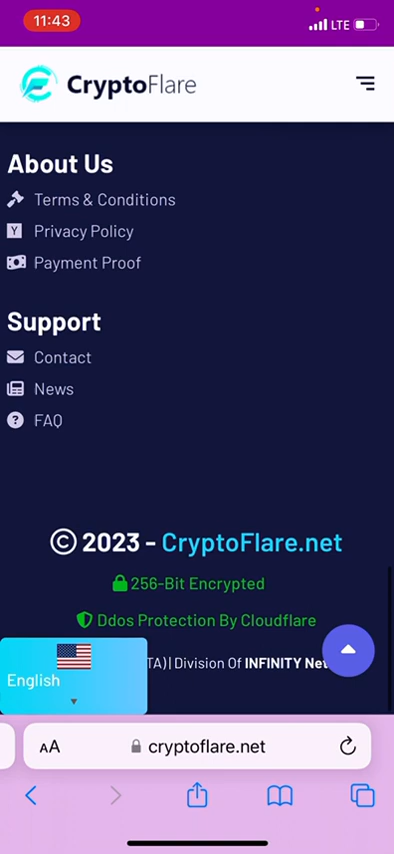 11:43
LTE
CryptoFlare
About Us
Terms & Conditions
Privacy Policy
Payment Proof
Support
Contact
News
FAQ
© 2023 - CryptoFlare.net
256-Bit Encrypted
Ddos Protection By Cloudflare
TA) | Division Of INFINITY
English
AA cryptoflare.net